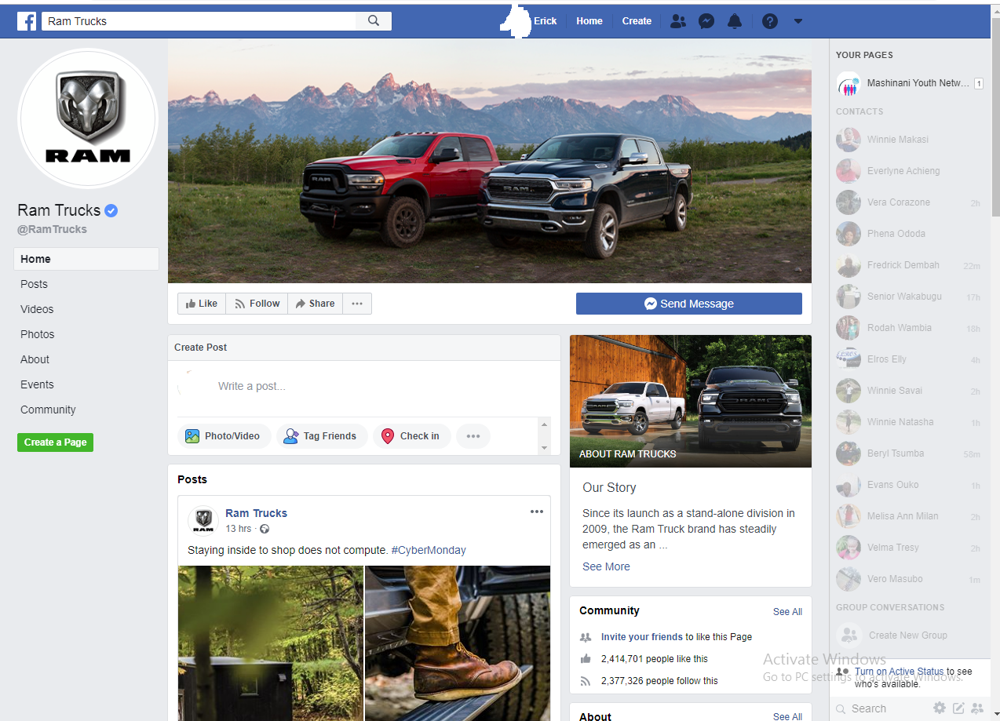 Ram Trucks
Erick
Home
Create
?
RAM
Ram Trucks
@RamTrucks
Home
Posts
Videos
Photos
About
Events
Community
Create a Page
RAM
RAM
Like
Follow
Share
Send Message
Create Post
Write a post...
Photo/Video
Tag Friends
Check in
Posts
RAM
Ram Trucks
13 hrs ·
Staying inside to shop does not compute. #CyberMonday
RAM
ABOUT RAM TRUCKS
Our Story
Since its launch as a stand-alone division in
2009, the Ram Truck brand has steadily
emerged as an ...
See More
Community
See All
Invite your friends to like this Page
2,414,701 people like this
2,377,326 people follow this
About
See All
YOUR PAGES
Mashinani Youth Netw... 1
CONTACTS
Winnie Makasi
Everlyne Achieng
Vera Corazone 2h
Phena Ododa
Fredrick Dembah 22m
Senior Wakabugu 17h
Rodah Wambia 18h
Elros Elly 4h
Winnie Savai 2h
Winnie Natasha 1h
Beryl Tsumba 58m
Evans Ouko 1h
Melisa Ann Milan 2h
Velma Tresy 2h
Vero Masubo 1m
GROUP CONVERSATIONS
Create New Group
Activate Windows
Go to PC settings to activate Windows.
Turn on Active Status to see
who's available.
Search